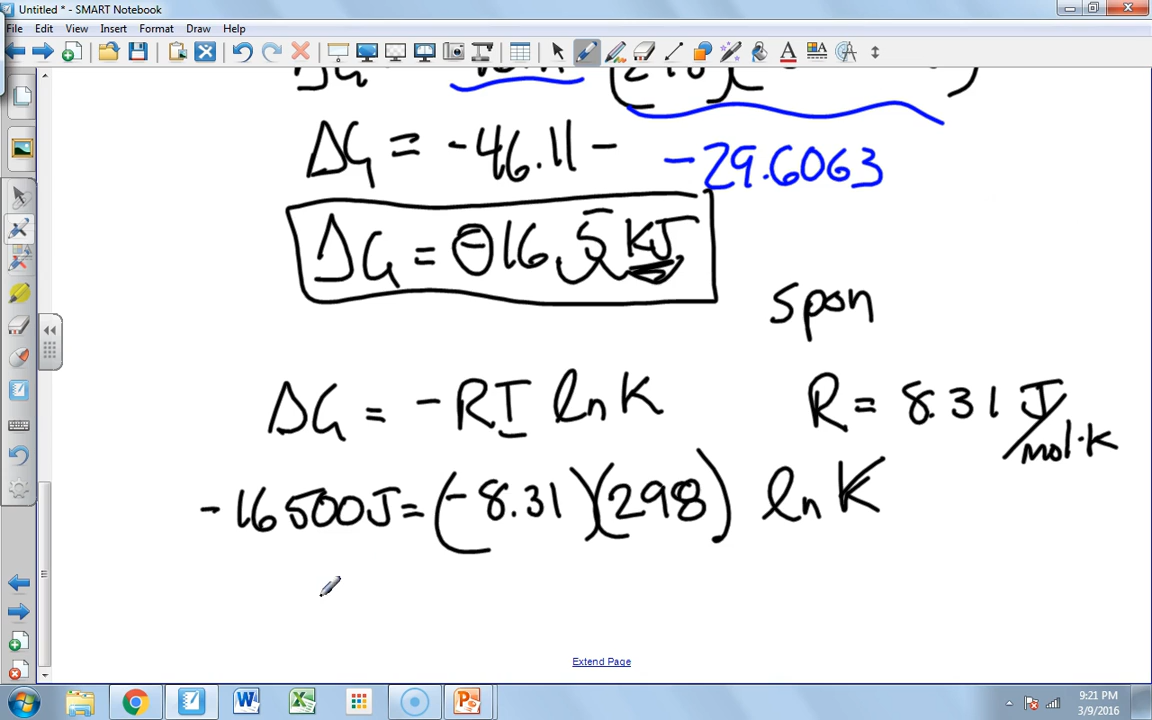 Untitled * - SMART Notebook
File Edit View Insert Format Draw Help
ΔG = -46.11 - -29.6063
ΔG = -16.5 kJ
spon
ΔG = -RT ln K
R = 8.31 J/mol·K
-16500J = (-8.31)(298) ln K
Extend Page
9:21 PM
3/9/2016